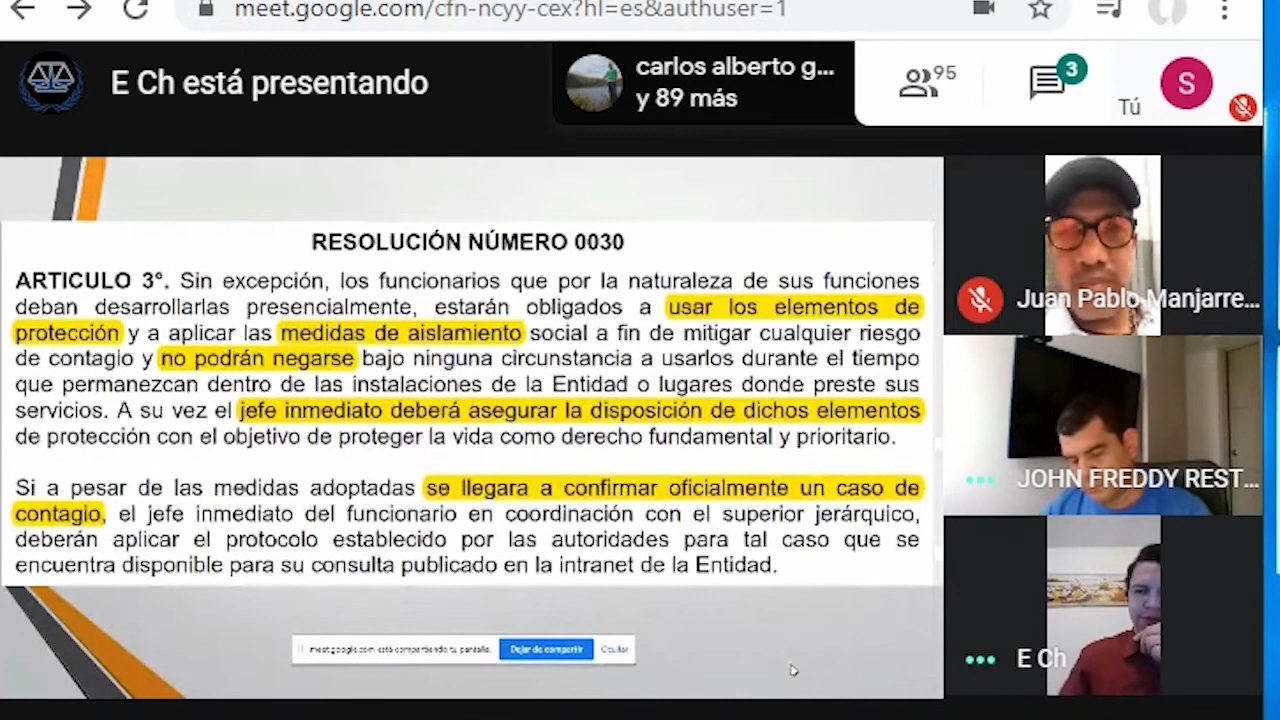 meet.google.com/cfn-ncyy-cex?hl=es&authuser=1
E Ch está presentando
carlos alberto g...
y 89 más
95
3
Tú
S
RESOLUCIÓN NÚMERO 0030
ARTICULO 3°. Sin excepción, los funcionarios que por la naturaleza de sus funciones
deban desarrollarlas presencialmente, estarán obligados a usar los elementos de
protección y a aplicar las medidas de aislamiento social a fin de mitigar cualquier riesgo
de contagio y no podrán negarse bajo ninguna circunstancia a usarlos durante el tiempo
que permanezcan dentro de las instalaciones de la Entidad o lugares donde preste sus
servicios. A su vez el jefe inmediato deberá asegurar la disposición de dichos elementos
de protección con el objetivo de proteger la vida como derecho fundamental y prioritario.
Si a pesar de las medidas adoptadas se llegara a confirmar oficialmente un caso de
contagio, el jefe inmediato del funcionario en coordinación con el superior jerárquico,
deberán aplicar el protocolo establecido por las autoridades para tal caso que se
encuentra disponible para su consulta publicado en la intranet de la Entidad.
meet.google.com está compartiendo tu pantalla.
Dejar de compartir
Ocultar
Juan Pablo Manjarre...
JOHN FREDDY REST...
E Ch